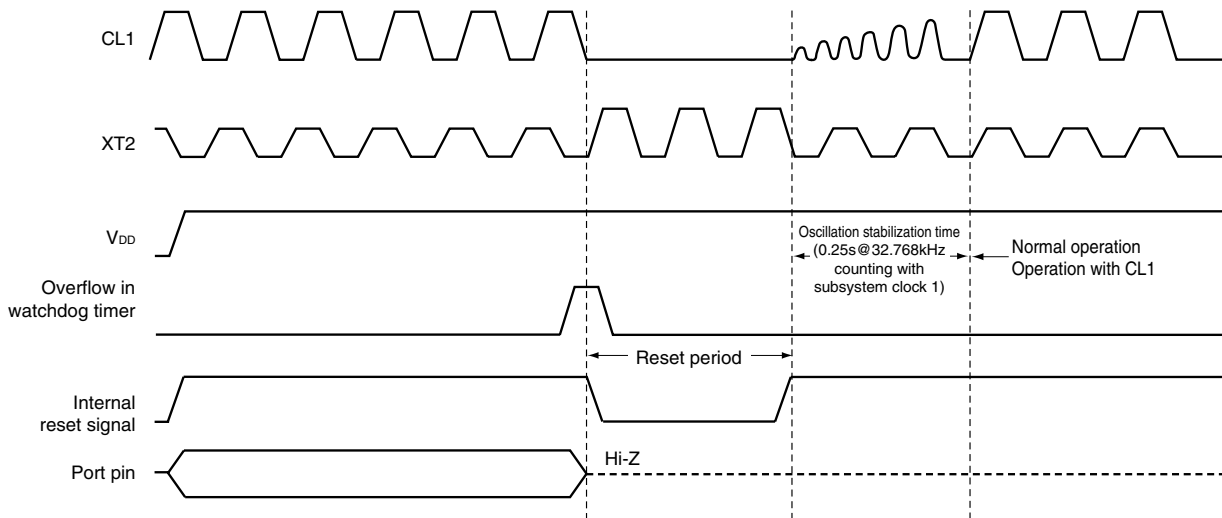 CL1
XT2
VDD
Oscillation stabilization time
(0.25s@32.768kHz
counting with
subsystem clock 1)
Normal operation
Operation with CL1
Overflow in
watchdog timer
Reset period
Internal
reset signal
Port pin
Hi-Z